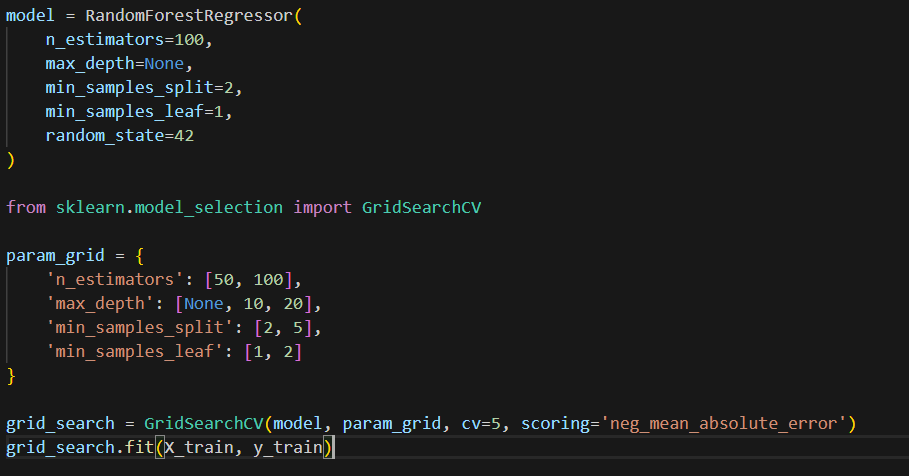 model = RandomForestRegressor(
    n_estimators=100,
    max_depth=None,
    min_samples_split=2,
    min_samples_leaf=1,
    random_state=42
)
from sklearn.model_selection import GridSearchCV
param_grid = {
    'n_estimators': [50, 100],
    'max_depth': [None, 10, 20],
    'min_samples_split': [2, 5],
    'min_samples_leaf': [1, 2]
}
grid_search = GridSearchCV(model, param_grid, cv=5, scoring='neg_mean_absolute_error')
grid_search.fit(X_train, y_train)